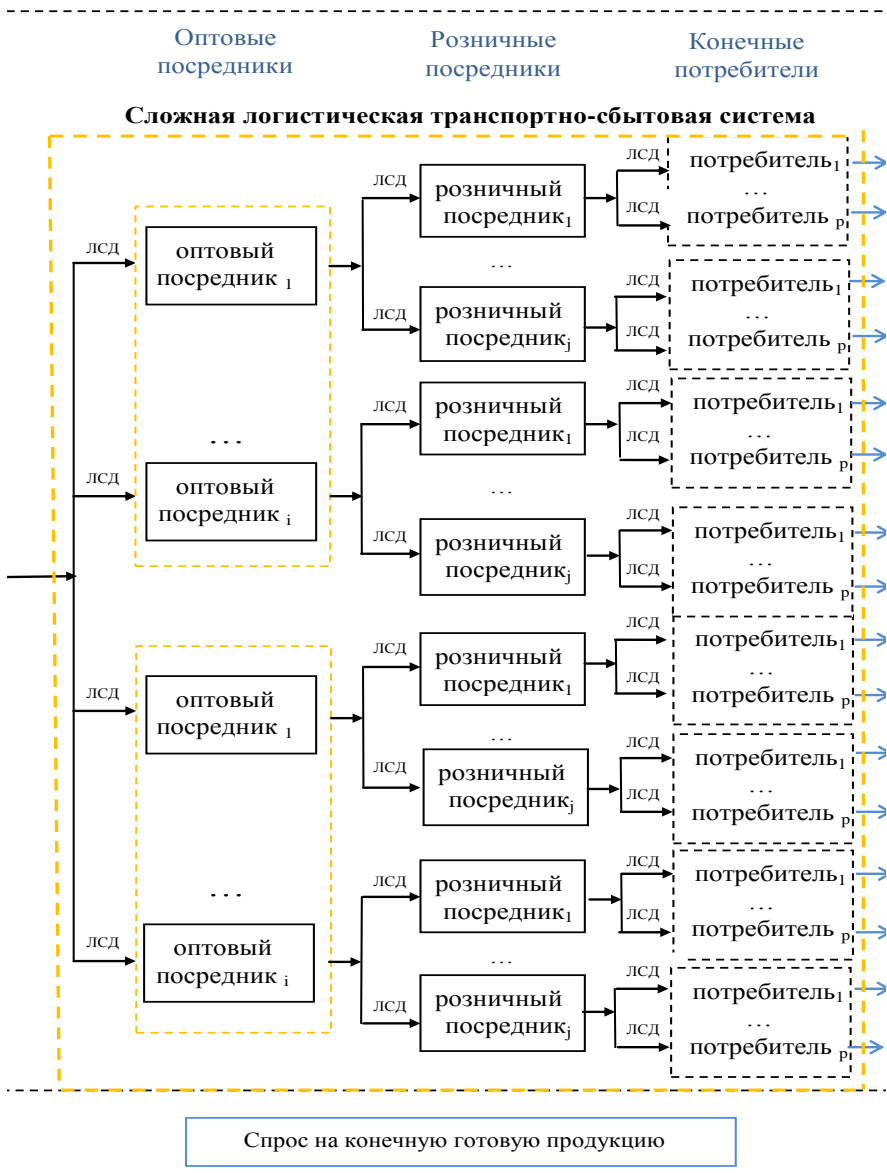 Оптовые
посредники
Розничные
посредники
Конечные
потребители
Сложная логистическая транспортно-сбытовая система
ЛСД
оптовый
посредник 1
ЛСД
розничный
посредник1
ЛСД
ЛСД
потребитель1
...
потребитель p
...
ЛСД
розничный
посредникj
ЛСД
ЛСД
потребитель1
...
потребитель p
...
ЛСД
оптовый
посредник i
ЛСД
розничный
посредник1
ЛСД
ЛСД
потребитель1
...
потребитель p
...
ЛСД
розничный
посредникj
ЛСД
ЛСД
потребитель1
...
потребитель p
ЛСД
оптовый
посредник 1
ЛСД
розничный
посредник1
ЛСД
ЛСД
потребитель1
...
потребитель p
...
ЛСД
розничный
посредникj
ЛСД
ЛСД
потребитель1
...
потребитель p
...
ЛСД
оптовый
посредник i
ЛСД
розничный
посредник1
ЛСД
ЛСД
потребитель1
...
потребитель p
...
ЛСД
розничный
посредникj
ЛСД
ЛСД
потребитель1
...
потребитель p
Спрос на конечную готовую продукцию